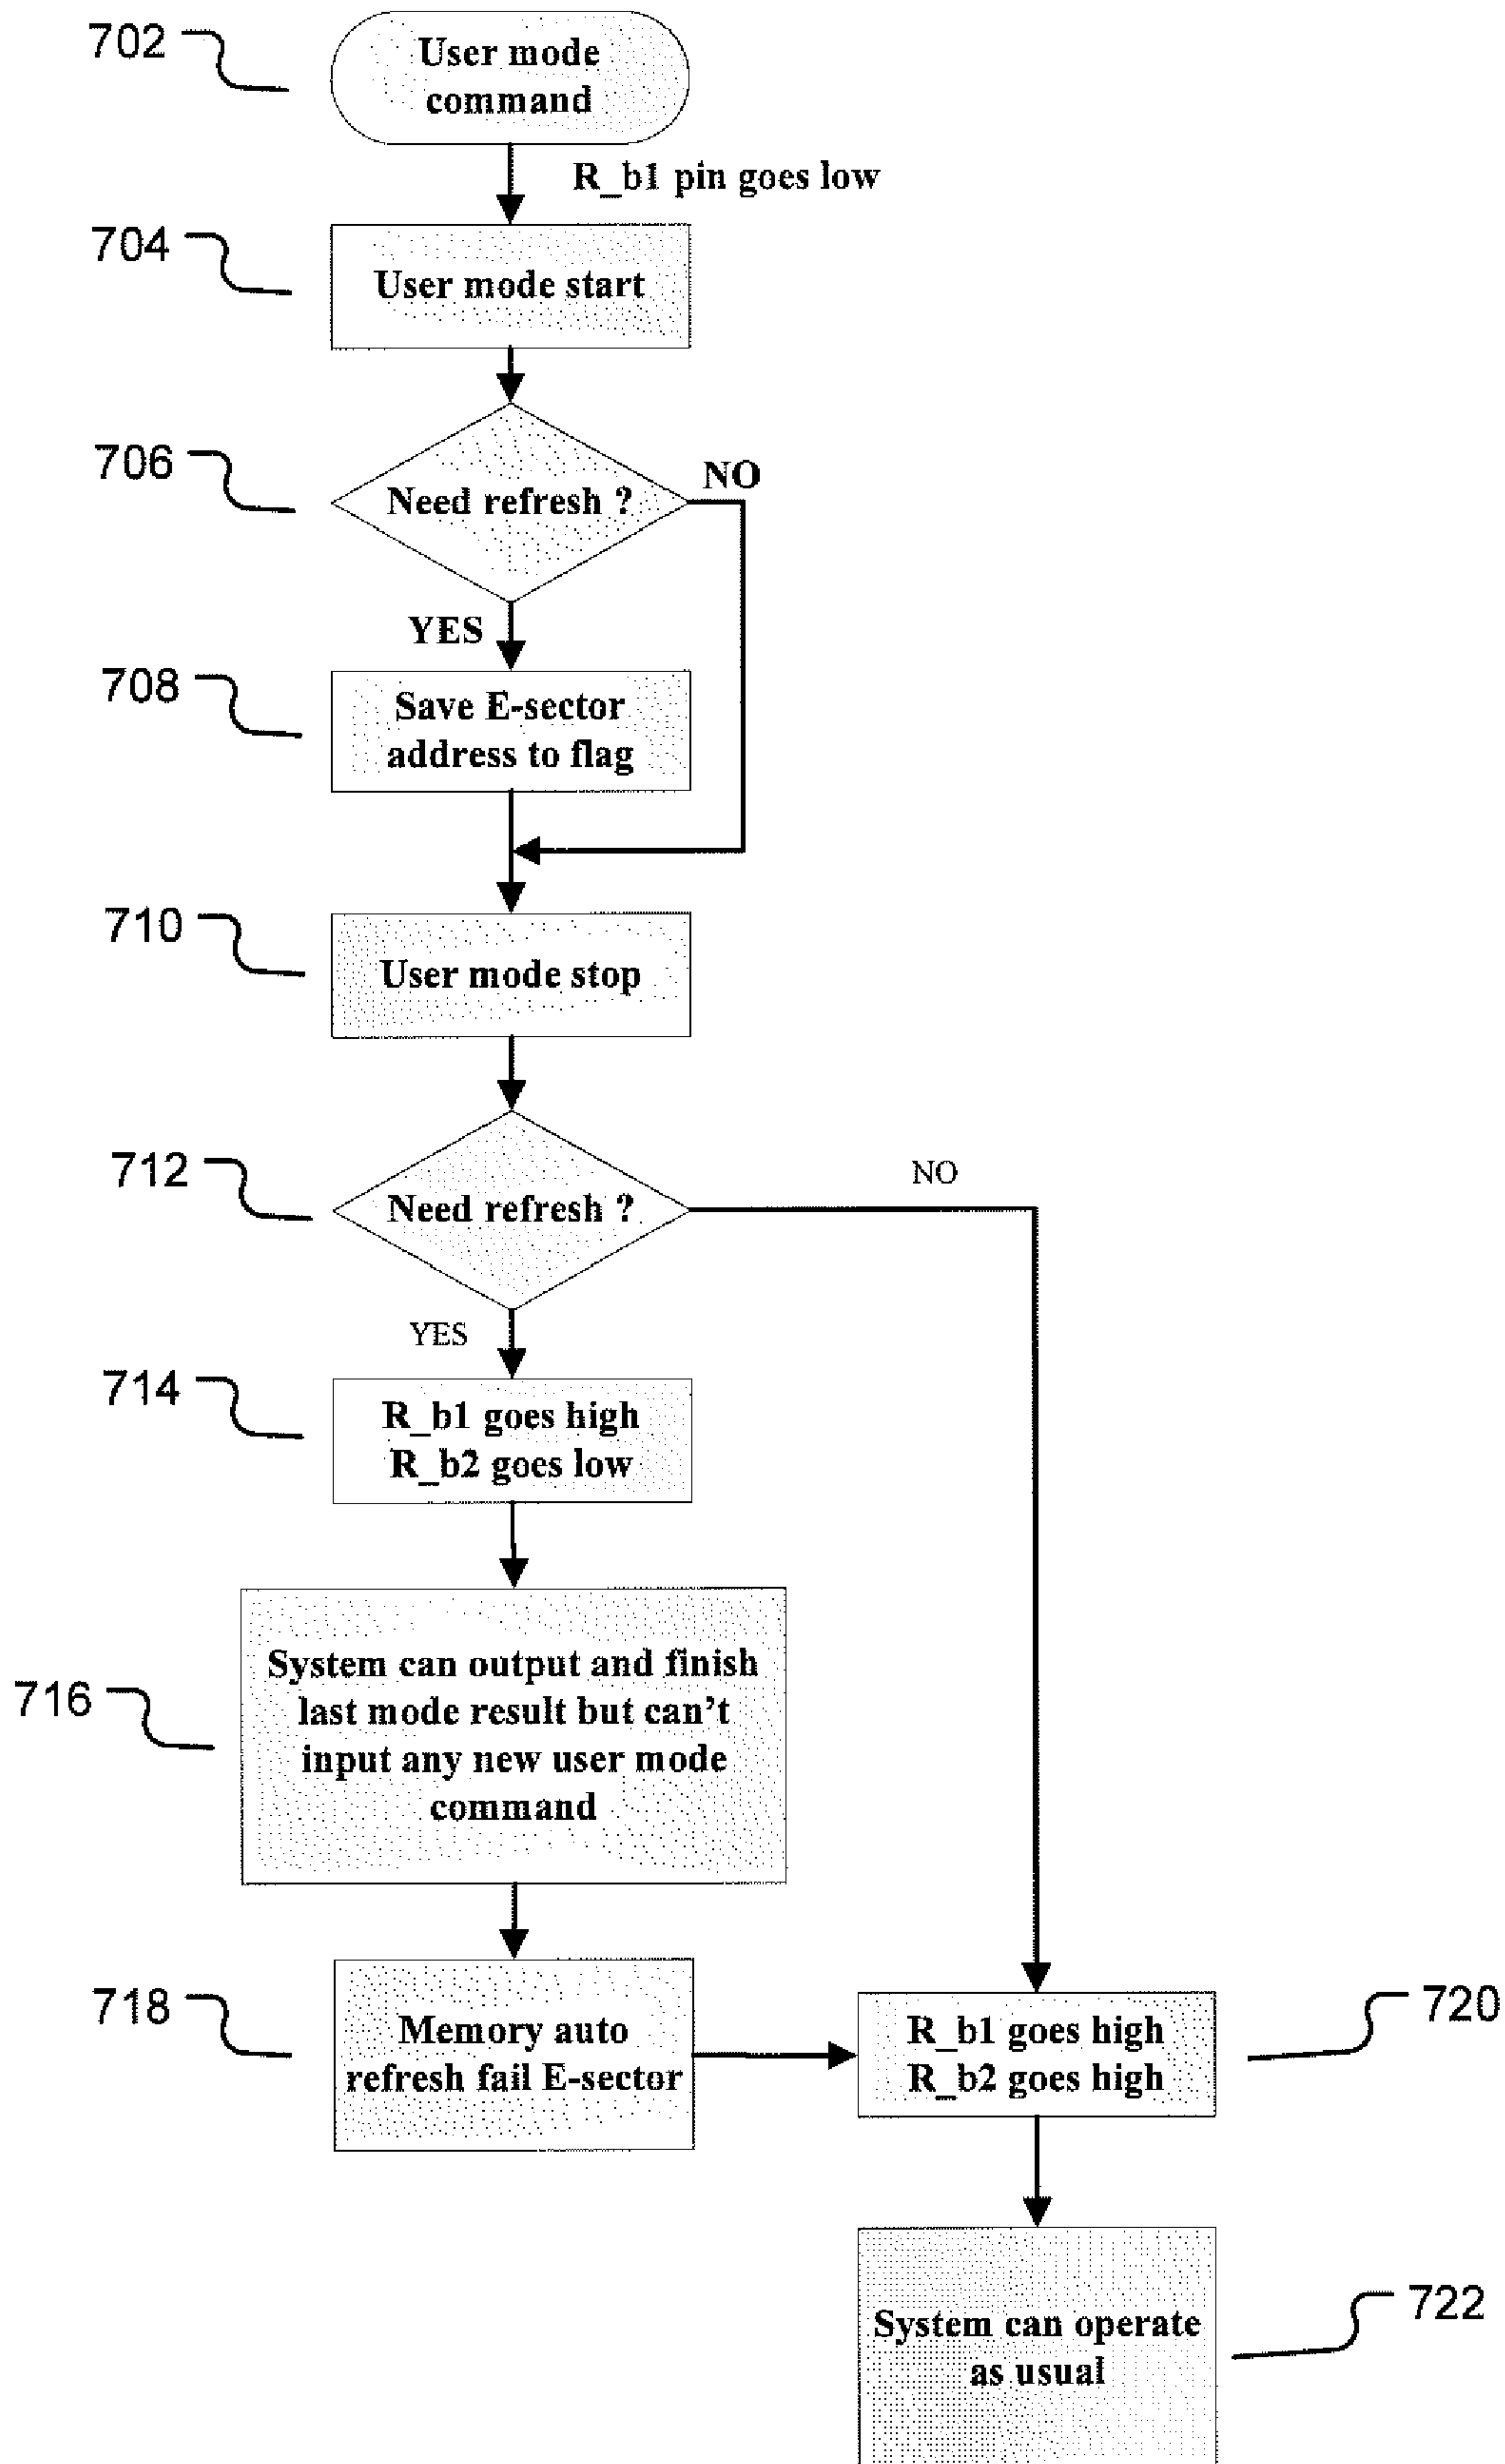 702
User mode
command
R_b1 pin goes low
704
User mode start
706
Need refresh ?
NO
YES
708
Save E-sector
address to flag
710
User mode stop
712
Need refresh ?
NO
YES
714
R_b1 goes high
R_b2 goes low
716
System can output and finish
last mode result but can't
input any new user mode
command
718
Memory auto
refresh fail E-sector
R_b1 goes high
R_b2 goes high
720
System can operate
as usual
722